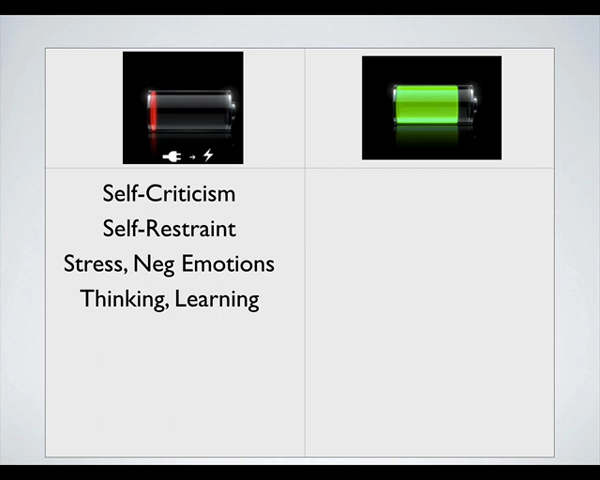 Self-Criticism
Self-Restraint
Stress, Neg Emotions
Thinking, Learning